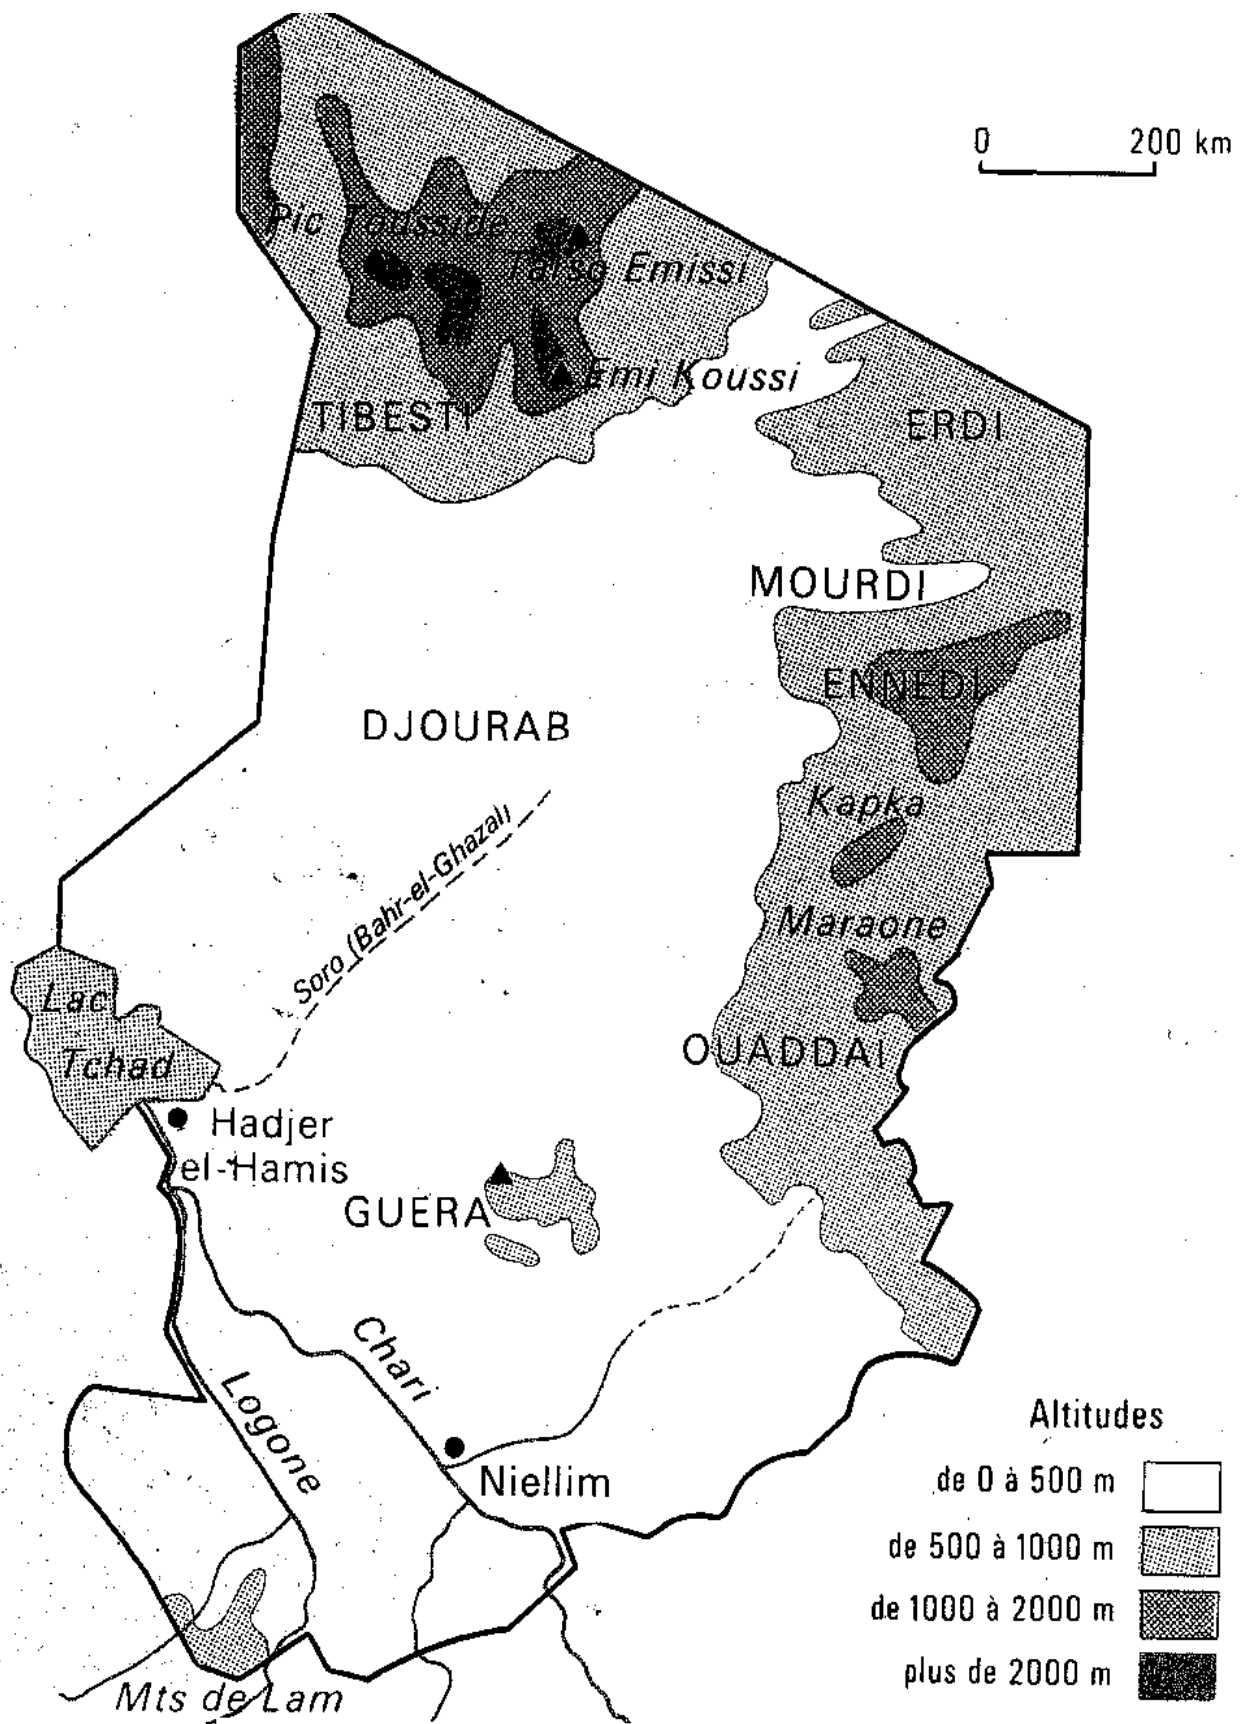 0 200 km
Pic Tousside
Tarso Emissi
Emi Koussi
TIBESTI
ERDI
MOURDI
ENNEDI
DJOURAB
Kapka
Soro (Bahr-el-Ghazal)
Maraone
Lac
Tchad
OUADDAI
Hadjer
el-Hamis
GUERA
Chari
Logone
Niellim
Mts de Lam
Altitudes
de 0 à 500 m
de 500 à 1000 m
de 1000 à 2000 m
plus de 2000 m